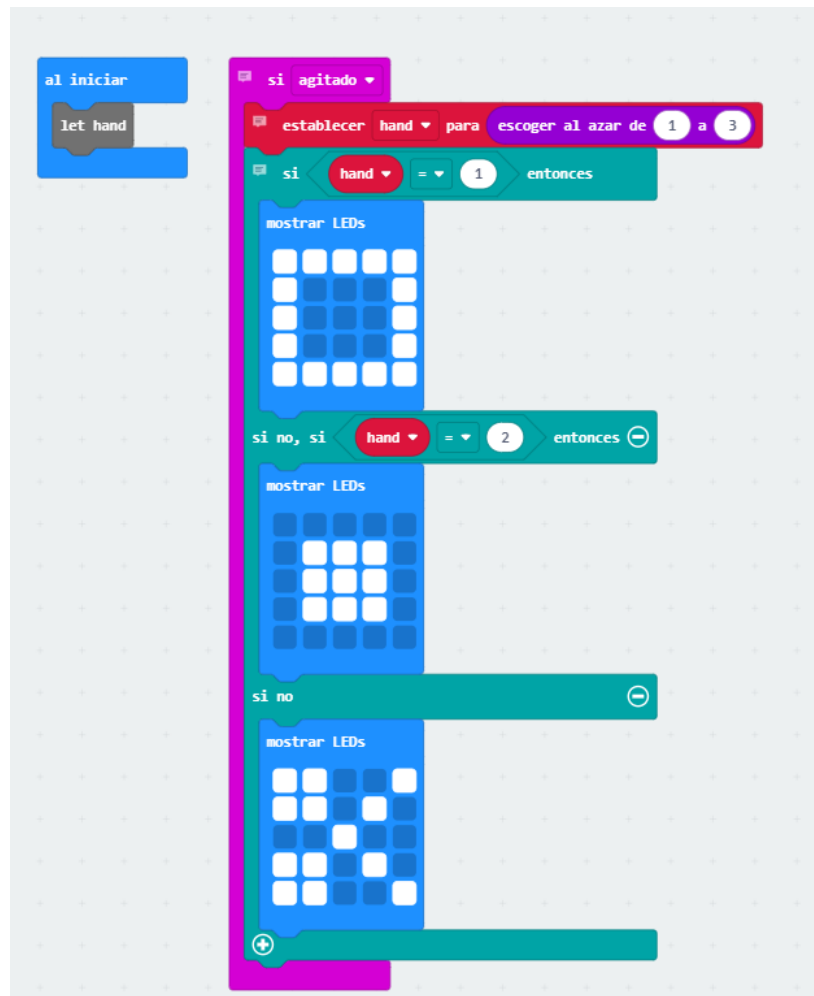 al iniciar
let hand
si agitado
establecer hand para escoger al azar de 1 a 3
si hand = 1 entonces
mostrar LEDs
si no, si hand = 2 entonces
mostrar LEDs
si no
mostrar LEDs